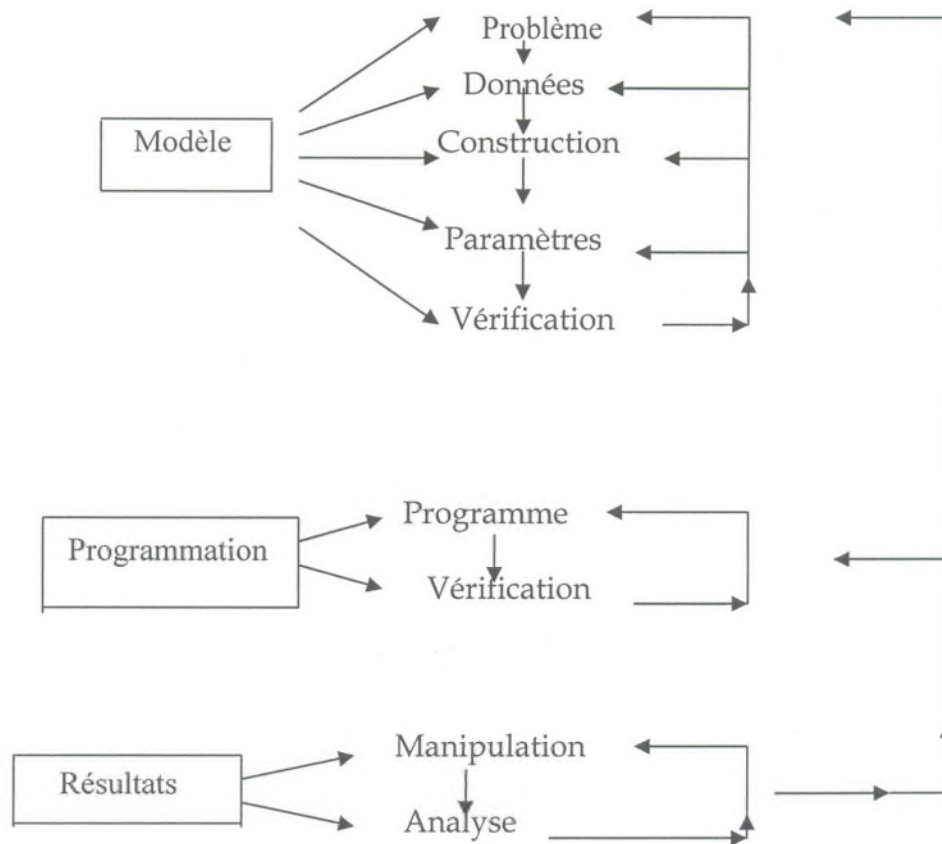 Problème
Données
Modèle
Construction
Paramètres
Vérification
Programme
Programmation
Vérification
Manipulation
Résultats
Analyse